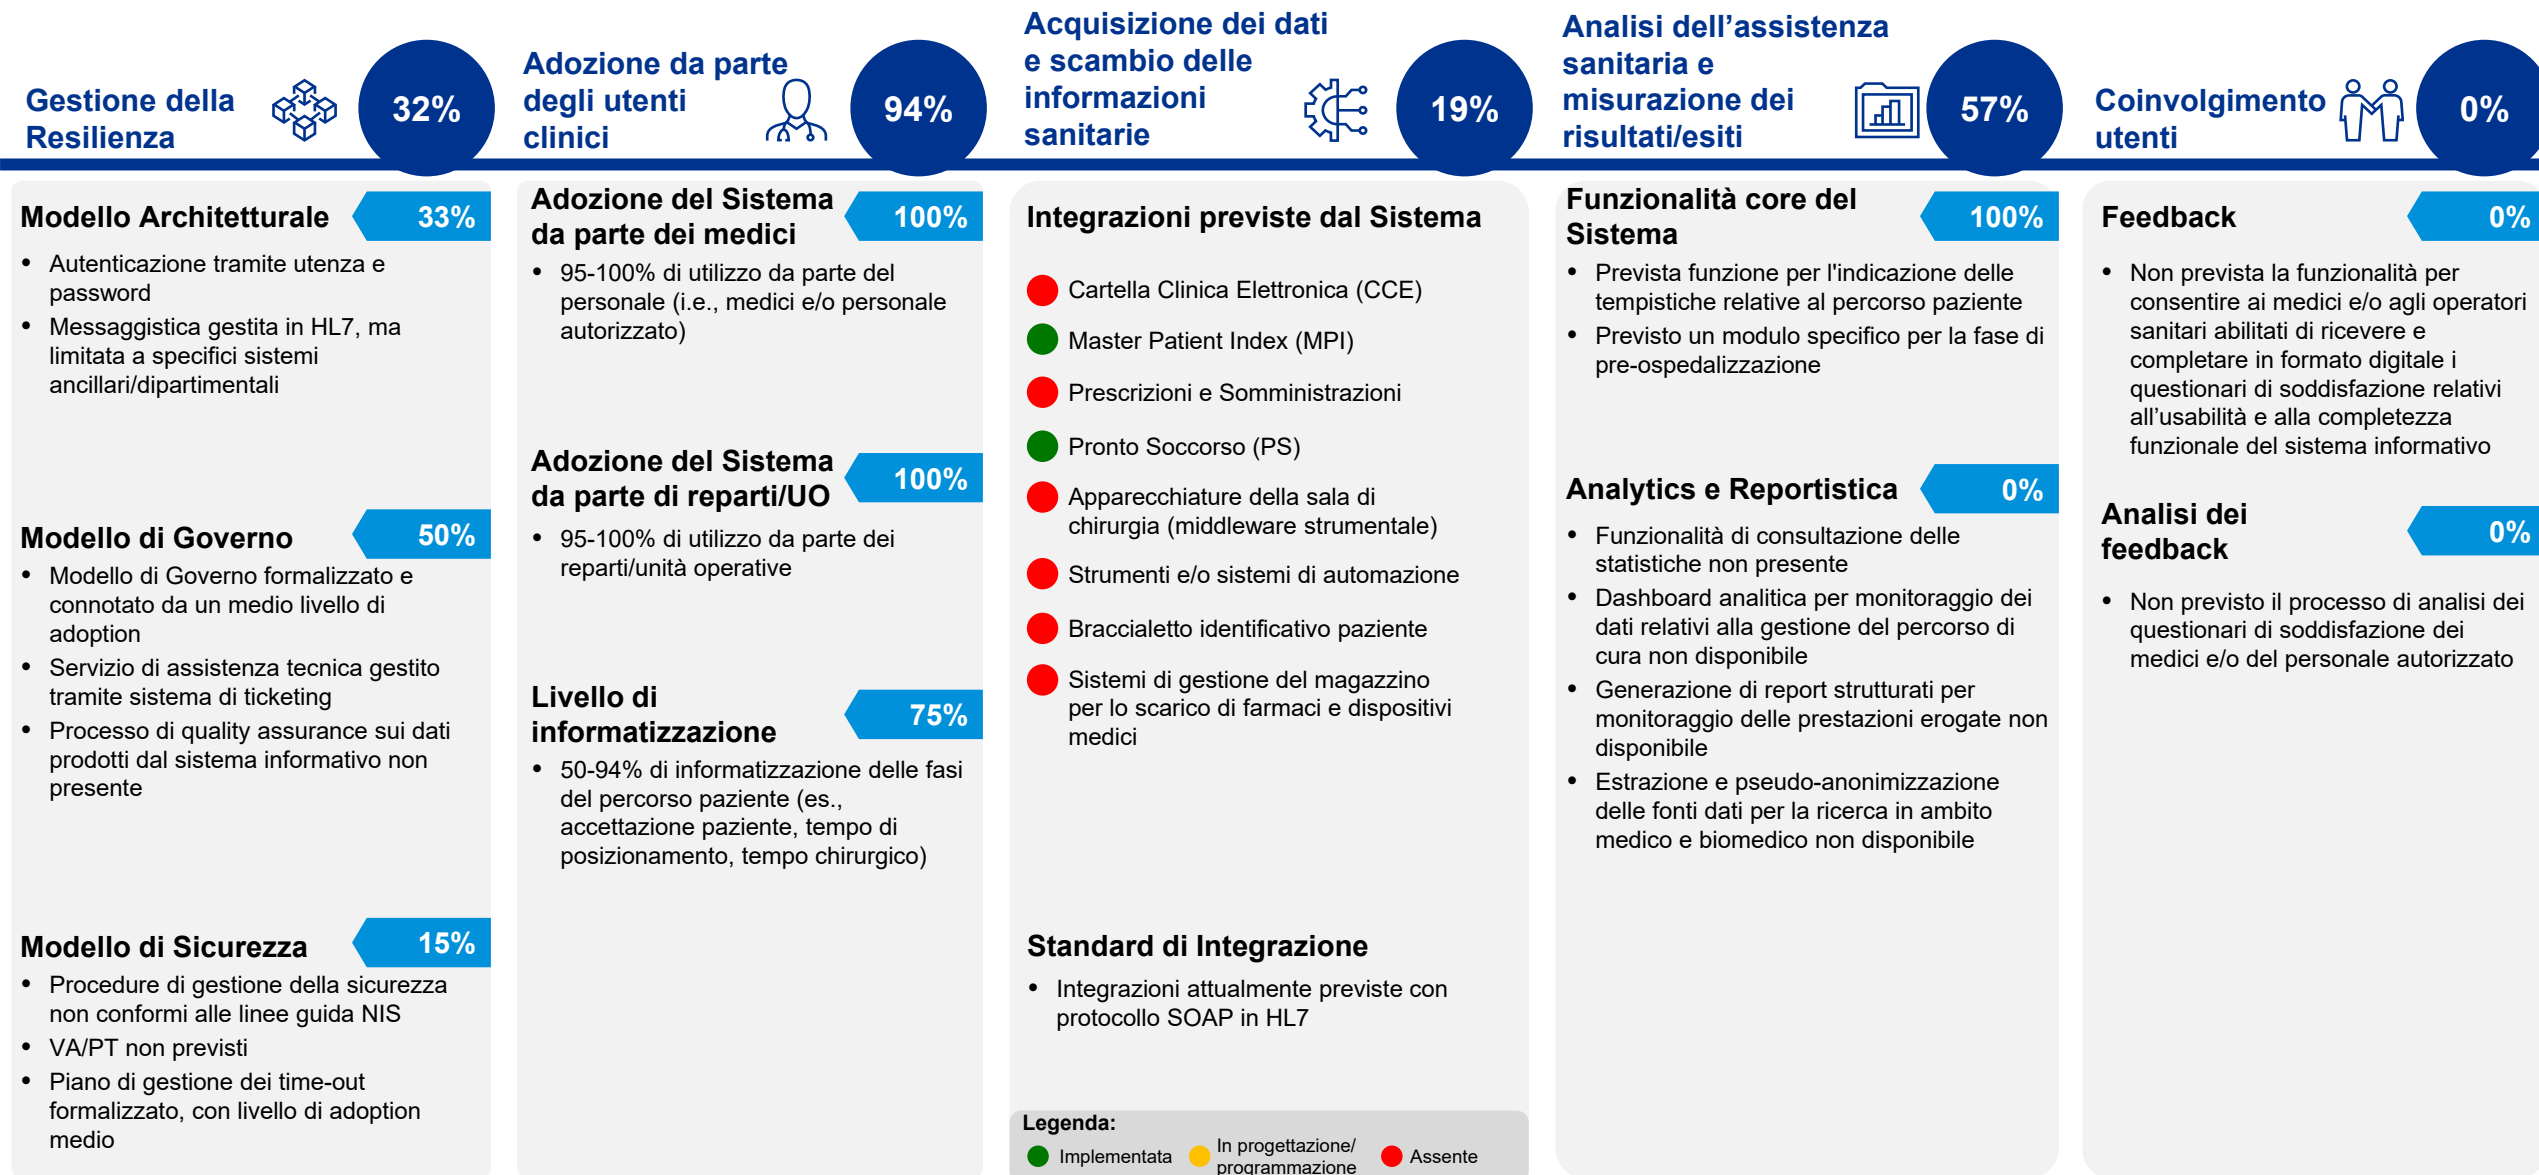 Gestione della
Resilienza
32%
Adozione da parte
degli utenti
clinici
94%
Acquisizione dei dati
e scambio delle
informazioni
sanitarie
19%
Analisi dell’assistenza
sanitaria e
misurazione dei
risultati/esiti
57%
Coinvolgimento
utenti
0%
Modello Architetturale
33%
• Autenticazione tramite utenza e
password
• Messaggistica gestita in HL7, ma
limitata a specifici sistemi
ancillari/dipartimentali
Modello di Governo
50%
• Modello di Governo formalizzato e
connotato da un medio livello di
adoption
• Servizio di assistenza tecnica gestito
tramite sistema di ticketing
• Processo di quality assurance sui dati
prodotti dal sistema informativo non
presente
Modello di Sicurezza
15%
• Procedure di gestione della sicurezza
non conformi alle linee guida NIS
• VA/PT non previsti
• Piano di gestione dei time-out
formalizzato, con livello di adoption
medio
Adozione del Sistema
da parte dei medici
100%
• 95-100% di utilizzo da parte del
personale (i.e., medici e/o personale
autorizzato)
Adozione del Sistema
da parte di reparti/UO
100%
• 95-100% di utilizzo da parte dei
reparti/unità operative
Livello di
informatizzazione
75%
• 50-94% di informatizzazione delle fasi
del percorso paziente (es.,
accettazione paziente, tempo di
posizionamento, tempo chirurgico)
Integrazioni previste dal Sistema
Cartella Clinica Elettronica (CCE)
Master Patient Index (MPI)
Prescrizioni e Somministrazioni
Pronto Soccorso (PS)
Apparecchiature della sala di
chirurgia (middleware strumentale)
Strumenti e/o sistemi di automazione
Braccialetto identificativo paziente
Sistemi di gestione del magazzino
per lo scarico di farmaci e dispositivi
medici
Standard di Integrazione
• Integrazioni attualmente previste con
protocollo SOAP in HL7
Legenda:
Implementata
In progettazione/
programmazione
Assente
Funzionalità core del
Sistema
100%
• Prevista funzione per l'indicazione delle
tempistiche relative al percorso paziente
• Previsto un modulo specifico per la fase di
pre-ospedalizzazione
Analytics e Reportistica
0%
• Funzionalità di consultazione delle
statistiche non presente
• Dashboard analitica per monitoraggio dei
dati relativi alla gestione del percorso di
cura non disponibile
• Generazione di report strutturati per
monitoraggio delle prestazioni erogate non
disponibile
• Estrazione e pseudo-anonimizzazione
delle fonti dati per la ricerca in ambito
medico e biomedico non disponibile
Feedback
0%
• Non prevista la funzionalità per
consentire ai medici e/o agli operatori
sanitari abilitati di ricevere e
completare in formato digitale i
questionari di soddisfazione relativi
all’usabilità e alla completezza
funzionale del sistema informativo
Analisi dei
feedback
0%
• Non previsto il processo di analisi dei
questionari di soddisfazione dei
medici e/o del personale autorizzato